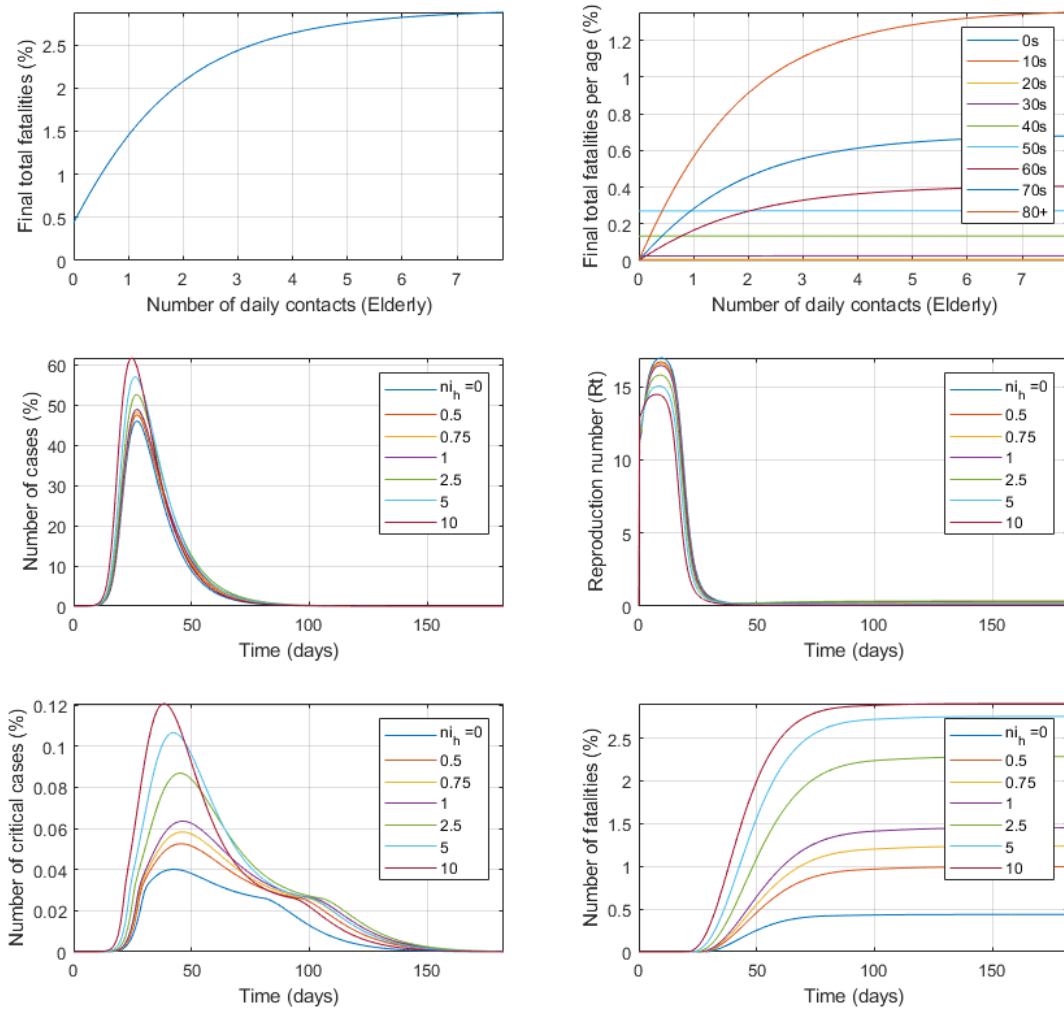 Final total fatalities (%)
2.5
2
1.5
1
0.5
0
0 1 2 3 4 5 6 7
Number of daily contacts (Elderly)
Final total fatalities per age (%)
1.2
1
0.8
0.6
0.4
0.2
0
0 1 2 3 4 5 6 7
Number of daily contacts (Elderly)
0s
10s
20s
30s
40s
50s
60s
70s
80+
Number of cases (%)
60
50
40
30
20
10
0
0 50 100 150
Time (days)
ni_h =0
0.5
0.75
1
2.5
5
10
Reproduction number (Rt)
15
10
5
0
0 50 100 150
Time (days)
ni_h =0
0.5
0.75
1
2.5
5
10
Number of critical cases (%)
0.12
0.1
0.08
0.06
0.04
0.02
0
0 50 100 150
Time (days)
ni_h =0
0.5
0.75
1
2.5
5
10
Number of fatalities (%)
2.5
2
1.5
1
0.5
0
0 50 100 150
Time (days)
ni_h =0
0.5
0.75
1
2.5
5
10